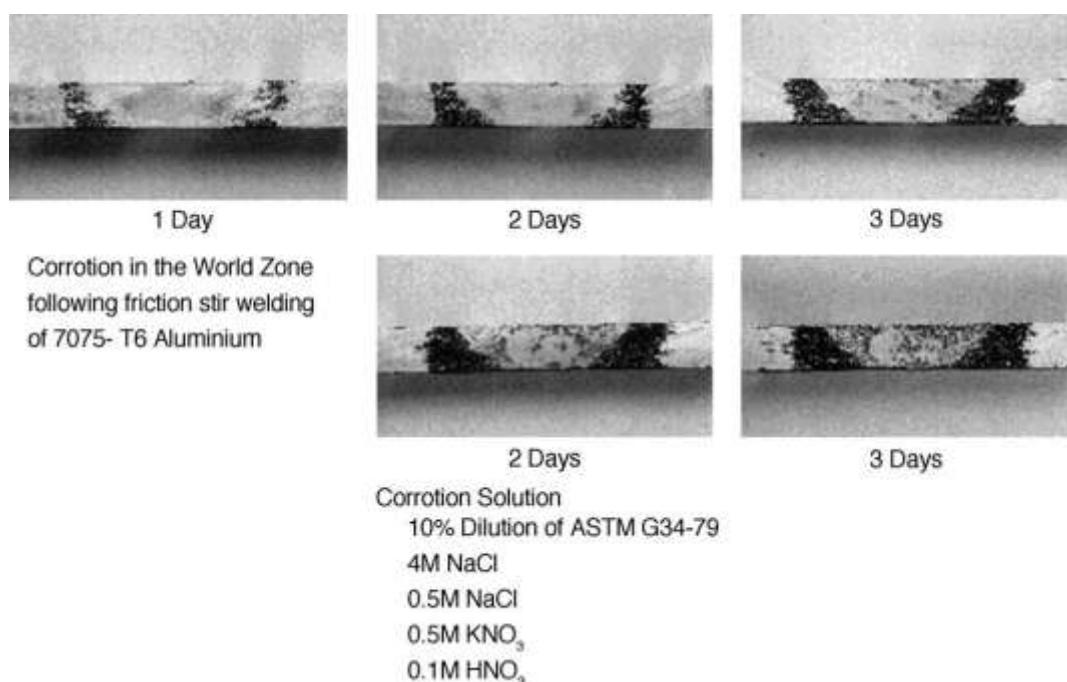 1 Day
2 Days
3 Days
Corrotion in the World Zone
following friction stir welding
of 7075- T6 Aluminium
2 Days
3 Days
Corrotion Solution
10% Dilution of ASTM G34-79
4M NaCl
0.5M NaCl
0.5M KNO₃
0.1M HNO₃